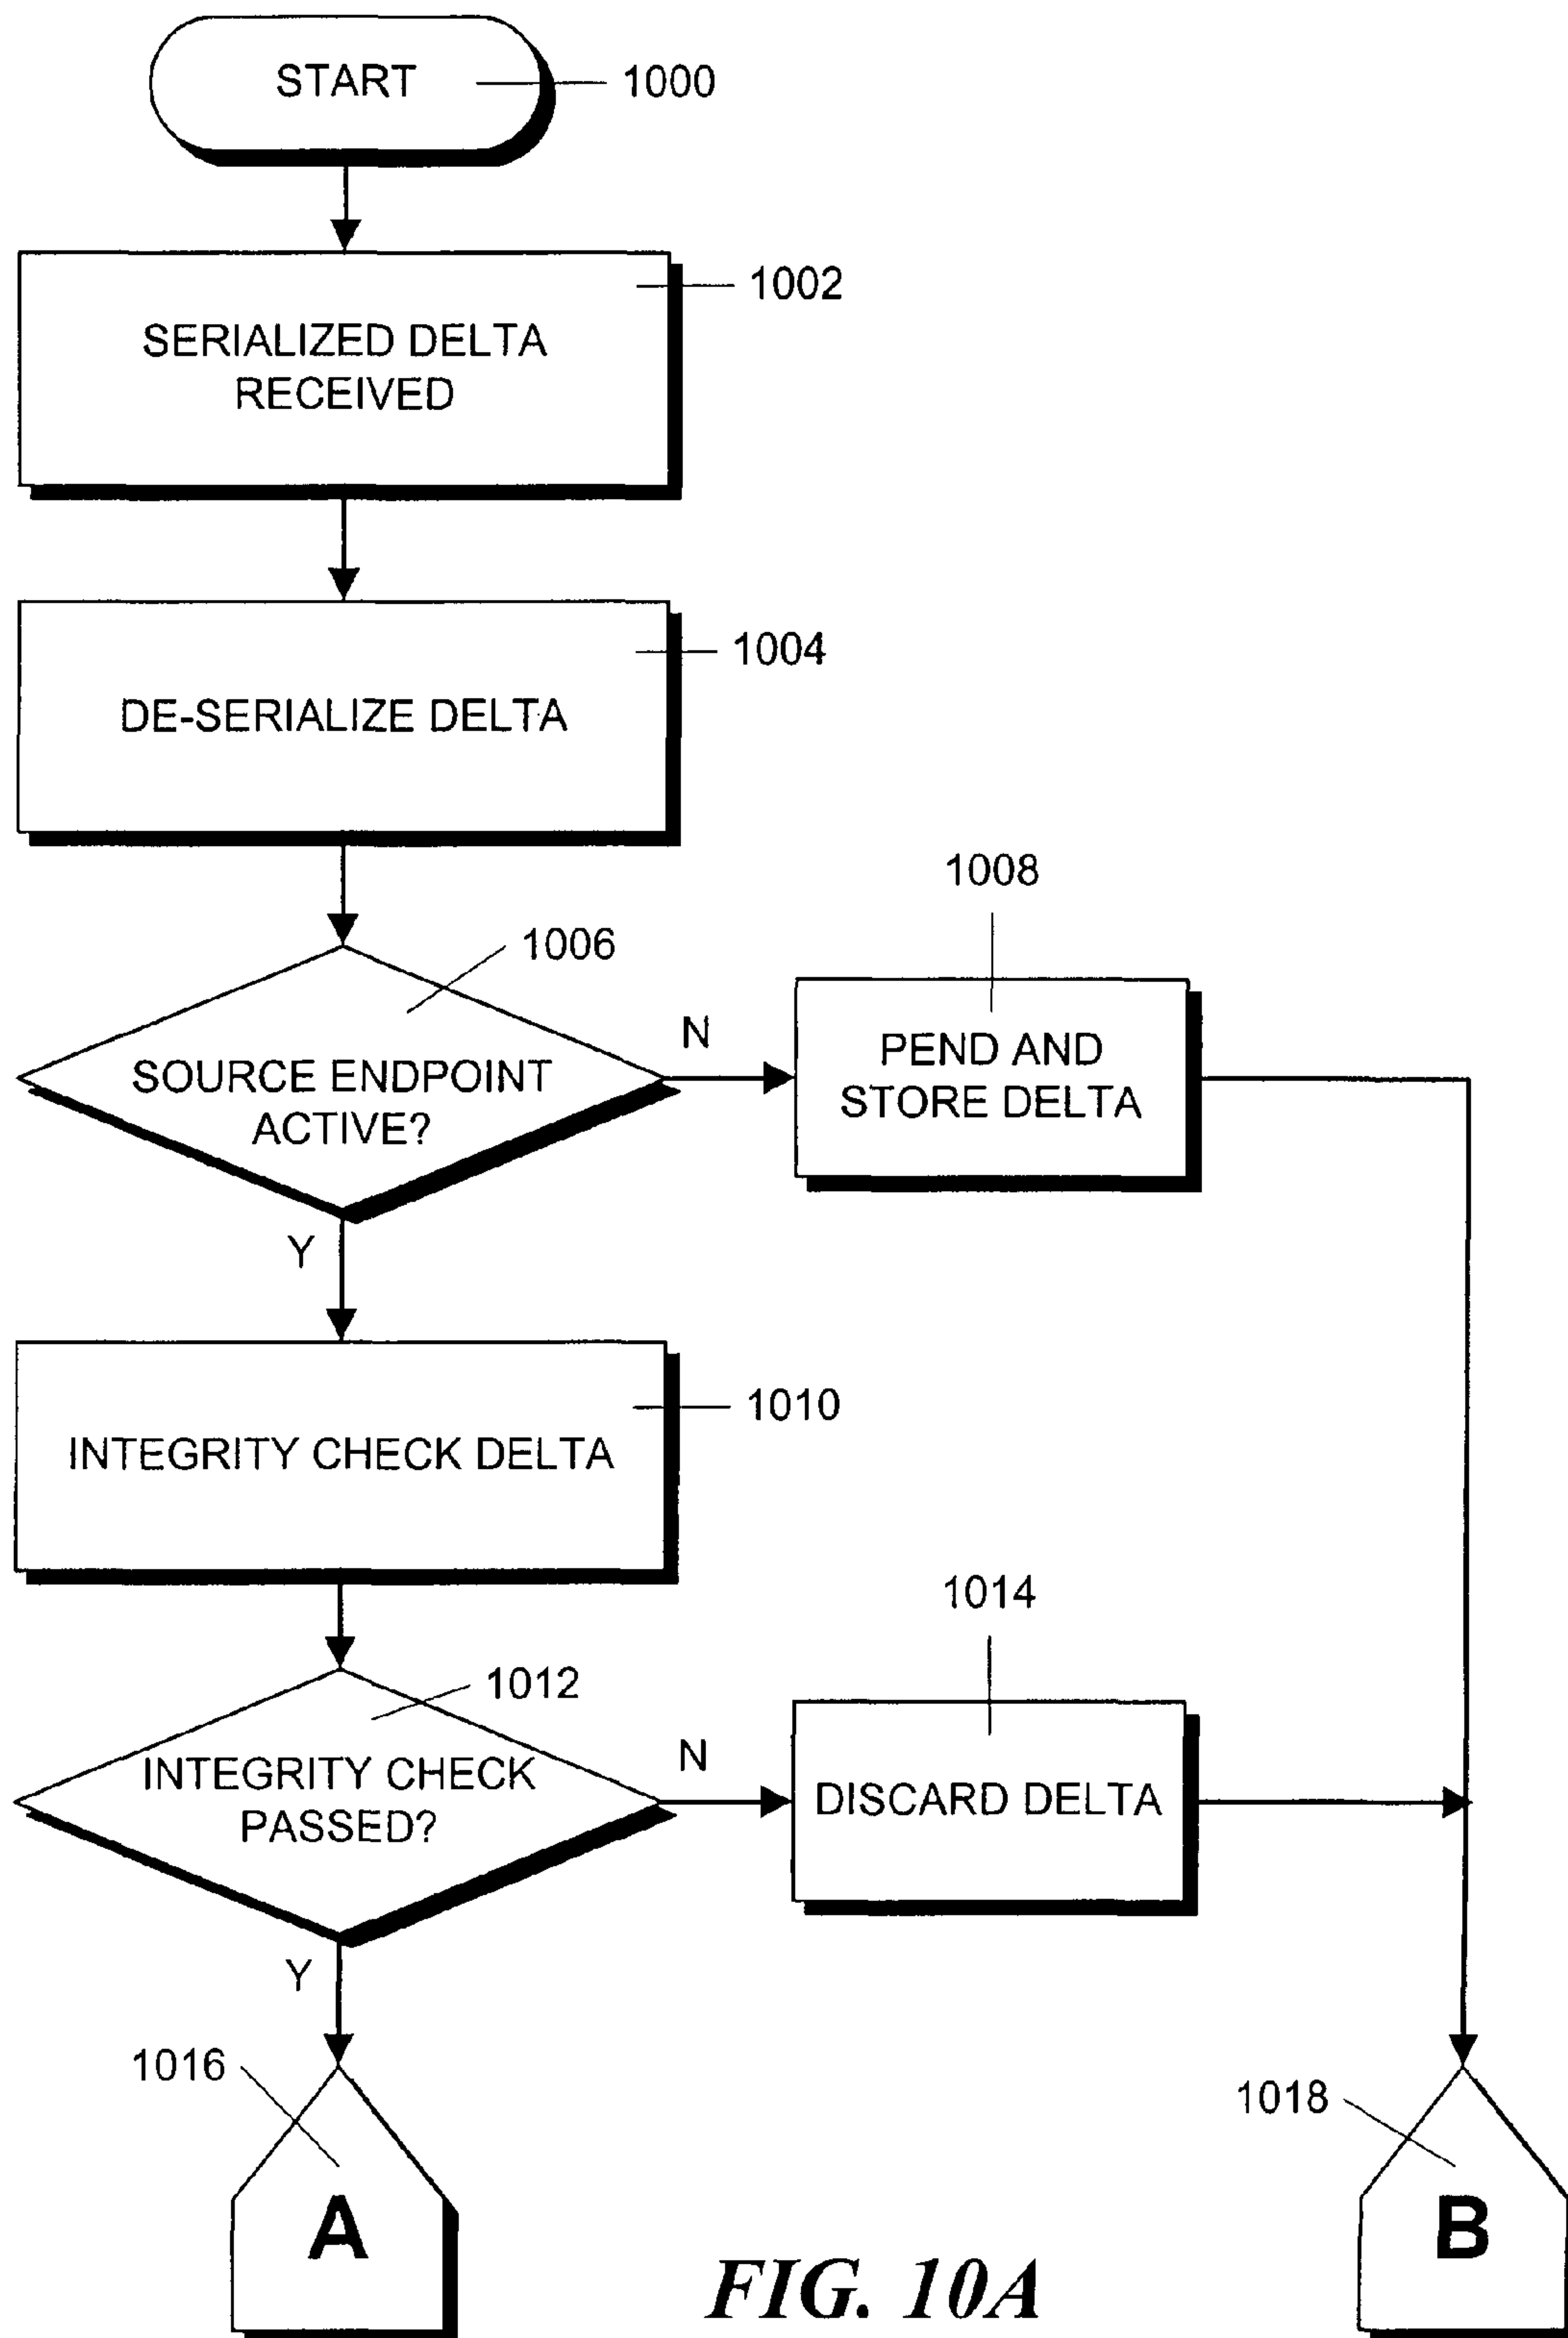 START
1000
1002
SERIALIZED DELTA
RECEIVED
1004
DE-SERIALIZE DELTA
1008
1006
N
PEND AND
STORE DELTA
SOURCE ENDPOINT
ACTIVE?
Y
1010
INTEGRITY CHECK DELTA
1014
1012
N
INTEGRITY CHECK
PASSED?
DISCARD DELTA
Y
1016
1018
A
B
FIG. 10A